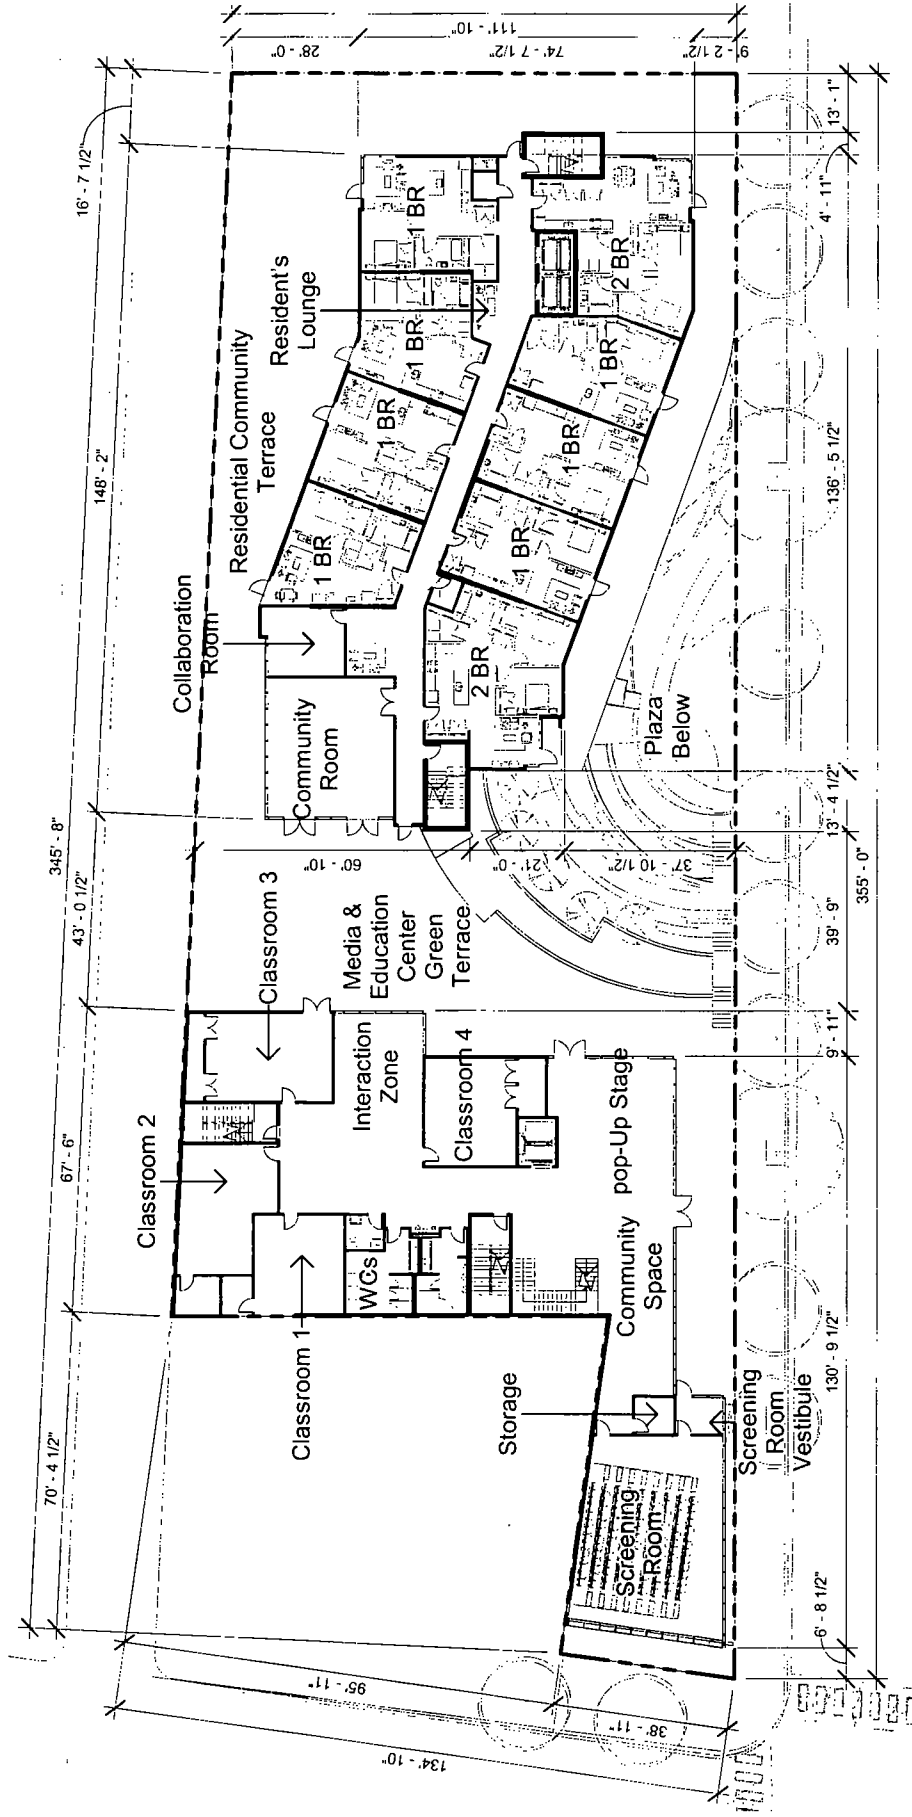 16' - 7 1/2"
148' - 2"
345' - 8"
43' - 0 1/2"
67' - 6"
70' - 4 1/2"
111' - 10"
28' - 0"
74' - 7 1/2"
9' - 2 1/2"
13' - 1"
4' - 11"
136' - 5 1/2"
13' - 4 1/2"
355' - 0"
39' - 9"
9' - 11"
130' - 9 1/2"
6' - 8 1/2"
95' - 11"
38' - 11"
134' - 10"
60' - 10"
21' - 0"
37' - 10 1/2"
Residential Community
Terrace
Resident's
Lounge
1 BR
1 BR
1 BR
1 BR
2 BR
1 BR
1 BR
1 BR
2 BR
Collaboration
Room
Community
Room
Plaza
Below
Media &
Education
Center
Green
Terrace
Classroom 3
Interaction
Zone
Classroom 4
Classroom 2
pop-Up Stage
Community
Space
WCs
Classroom 1
Storage
Screening
Room
Screening
Room
Vestibule